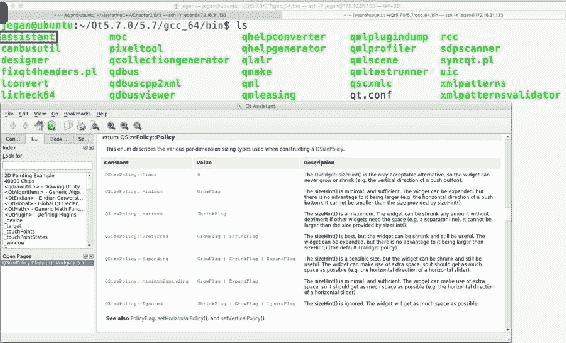 jegan@ubuntu:~/Qt5.7.0/5.7/gcc_64/bin$ ls
assistant moc qhelpconverter qmlplugindump rcc
canbusutil pixeltool qhelpgenerator qmlprofiler sdpscanner
designer qcollectiongenerator qlalr qmlscene syncqt.pl
fixqt4headers.pl qdbus qmake qmltestrunner uic
lconvert qdbuscpp2xml qml qscxmlc xmlpatterns
licheck64 qdbusviewer qmleasing qt.conf xmlpatternsvalidator
Qt Assistant
File Edit View Go Bookmarks Help
enum QSizePolicy::Policy
Index
This enum describes the various per-dimension sizing types used when constructing a QSizePolicy.
Look for:
Constant Value Description
2D Painting Example
QSizePolicy::Fixed 0 The QWidget::sizeHint() is the only acceptable alternative, so the widget can
never grow or shrink (e.g. the vertical direction of a push button).
QSizePolicy::Minimum GrowFlag The sizeHint() is minimal, and sufficient. The widget can be expanded, but
there is no advantage to it being larger (e.g. the horizontal direction of a push
button). It cannot be smaller than the size provided by sizeHint().
QSizePolicy::Maximum ShrinkFlag The sizeHint() is a maximum. The widget can be shrunk any amount without
detriment if other widgets need the space (e.g. a separator line). It cannot be
larger than the size provided by sizeHint().
QSizePolicy::Preferred GrowFlag | ShrinkFlag The sizeHint() is best, but the widget can be shrunk and still be useful. The
widget can be expanded, but there is no advantage to it being larger than
sizeHint() (the default QWidget policy).
QSizePolicy::Expanding GrowFlag | ShrinkFlag | ExpandFlag The sizeHint() is a sensible size, but the widget can be shrunk and still be
useful. The widget can make use of extra space, so it should get as much
space as possible (e.g. the horizontal direction of a horizontal slider).
Open Pages
QSizePolicy::MinimumExpanding GrowFlag | ExpandFlag The sizeHint() is minimal, and sufficient. The widget can make use of extra
space, so it should get as much space as possible (e.g. the horizontal direction
of a horizontal slider).
QSizePolicy::Ignored ShrinkFlag | GrowFlag | IgnoreFlag The sizeHint() is ignored. The widget will get as much space as possible.
See also PolicyFlag, setHorizontalPolicy(), and setVerticalPolicy().